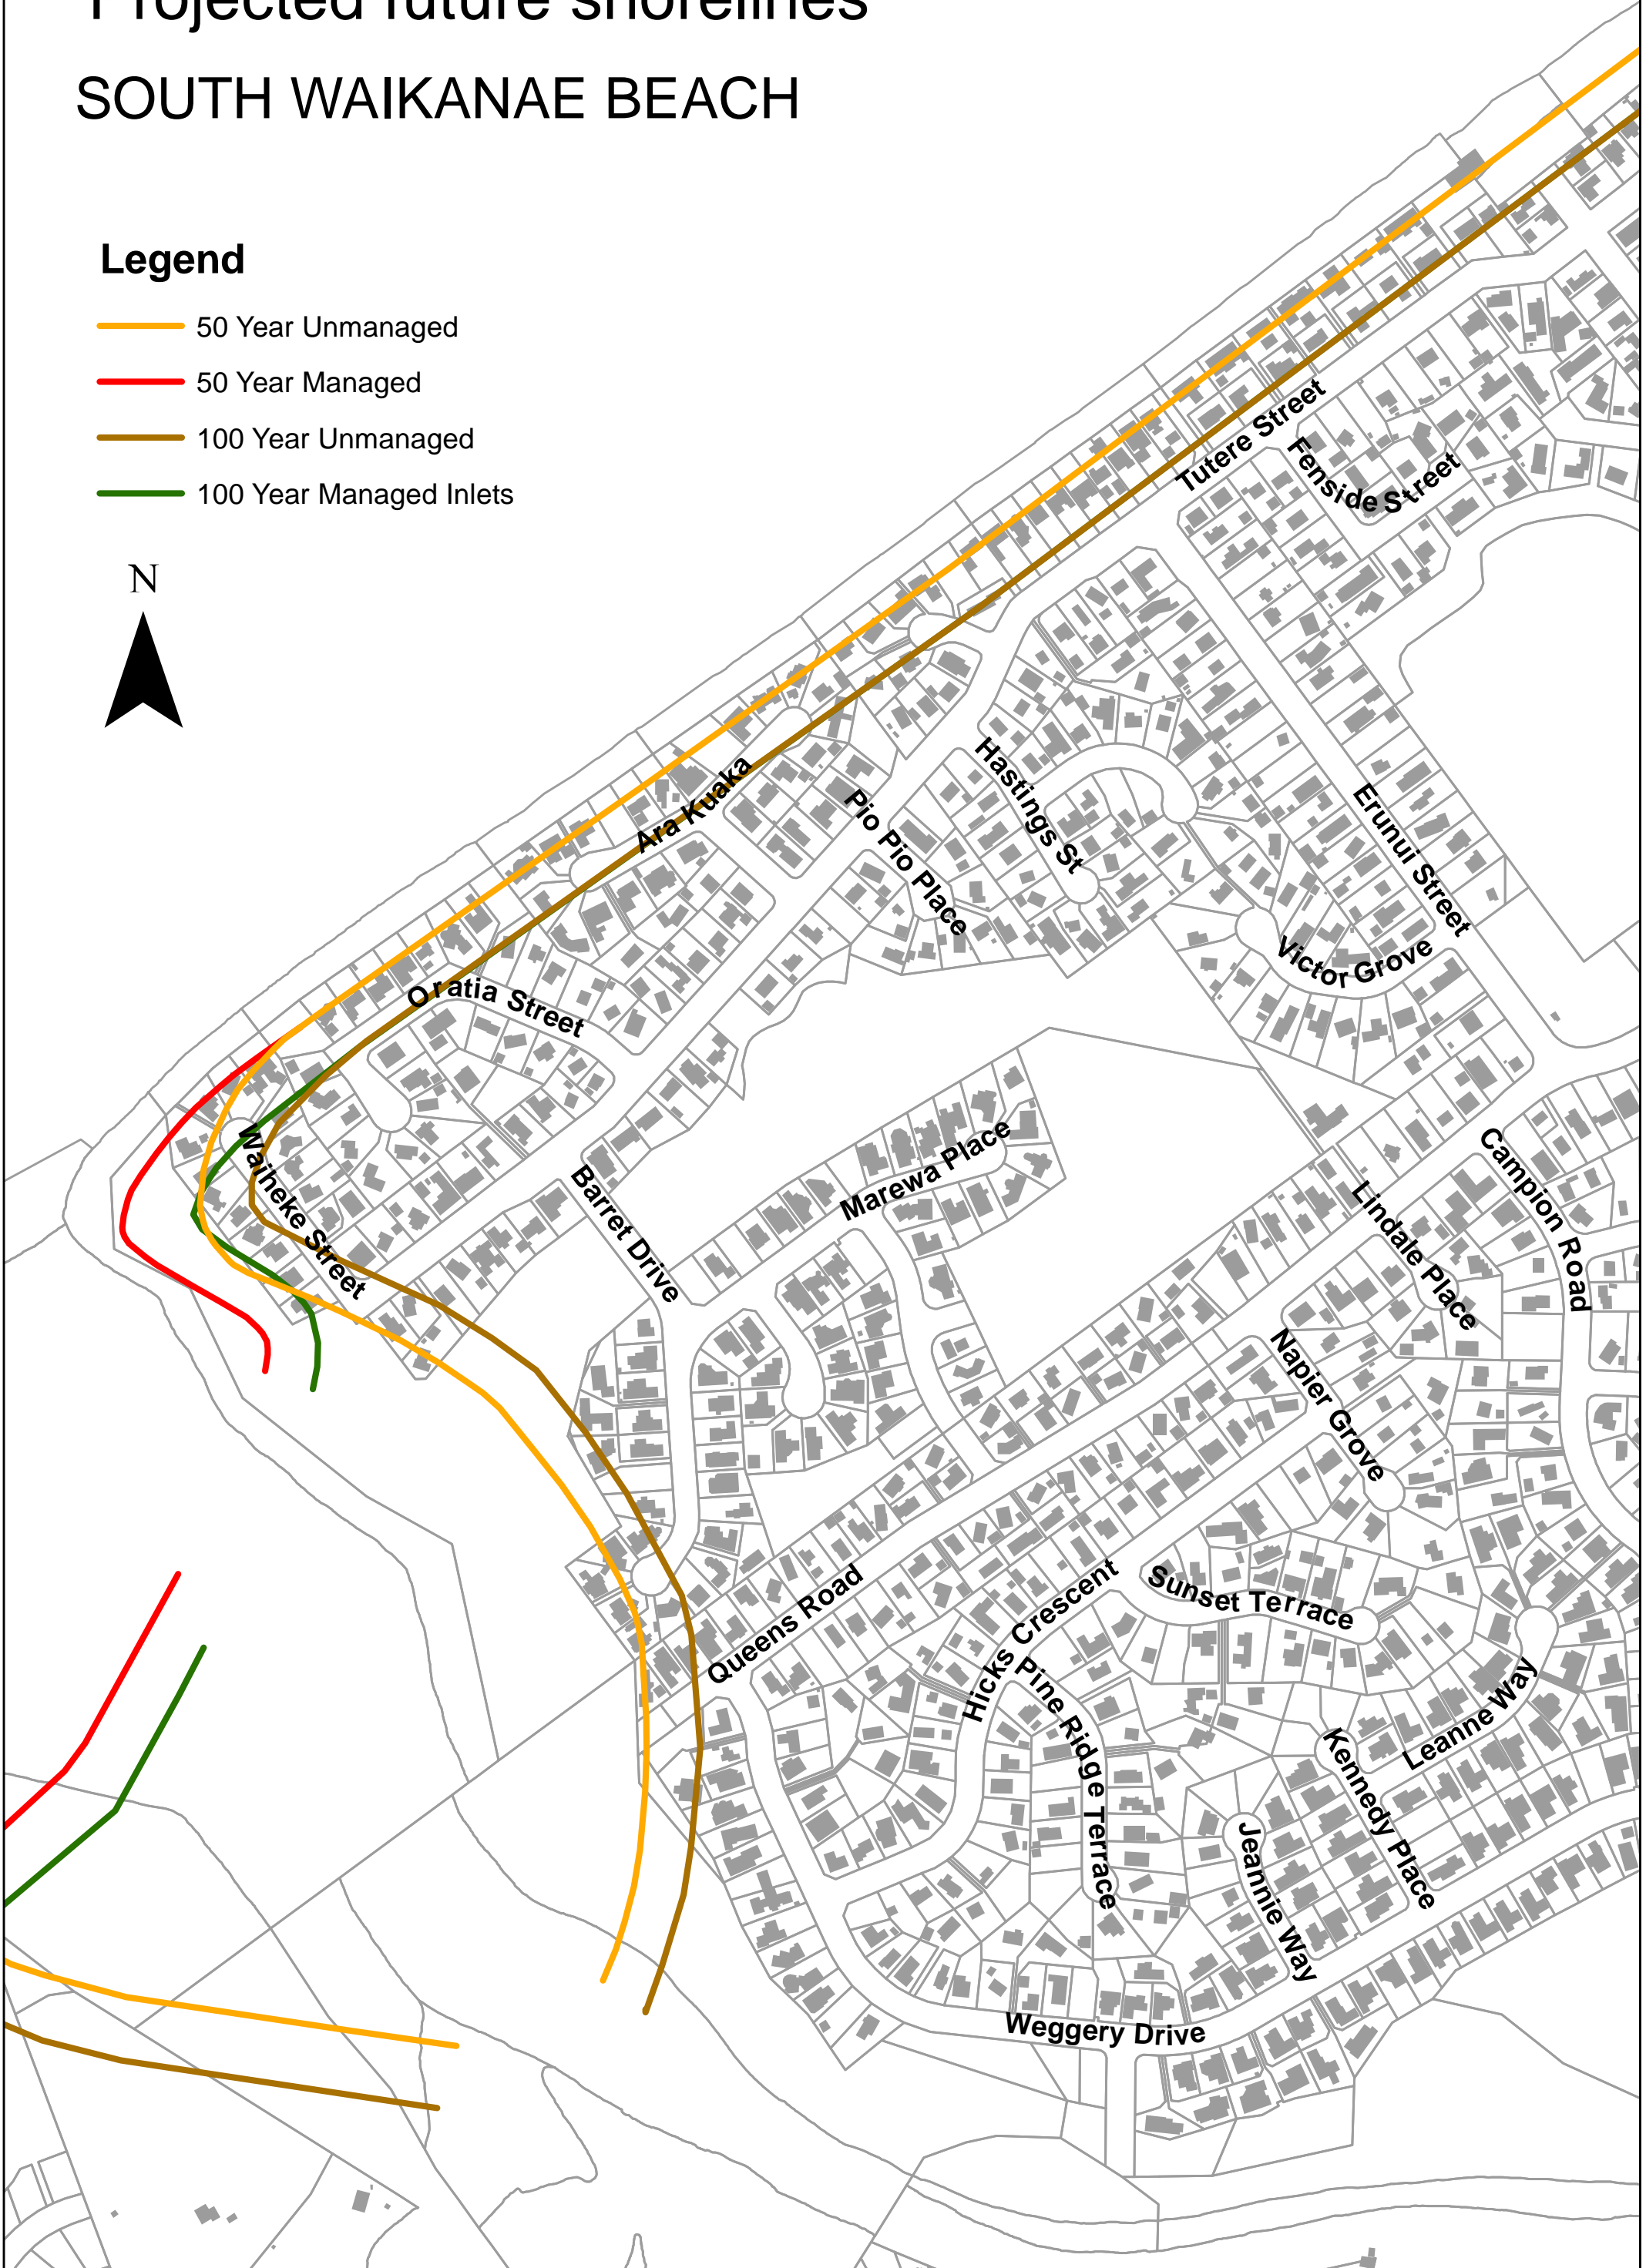 Projected future shorelines
SOUTH WAIKANAE BEACH
Legend
50 Year Unmanaged
50 Year Managed
100 Year Unmanaged
100 Year Managed Inlets
N
Tutere Street
Fenside Street
Ara Kuaka
Pio Pio Place
Hastings St
Erunui Street
Victor Grove
Oratia Street
Waiheke Street
Barret Drive
Marewa Place
Campion Road
Lindale Place
Napier Grove
Queens Road
Hicks Crescent
Sunset Terrace
Pine Ridge Terrace
Leanne Way
Kennedy Place
Jeannie Way
Weggery Drive